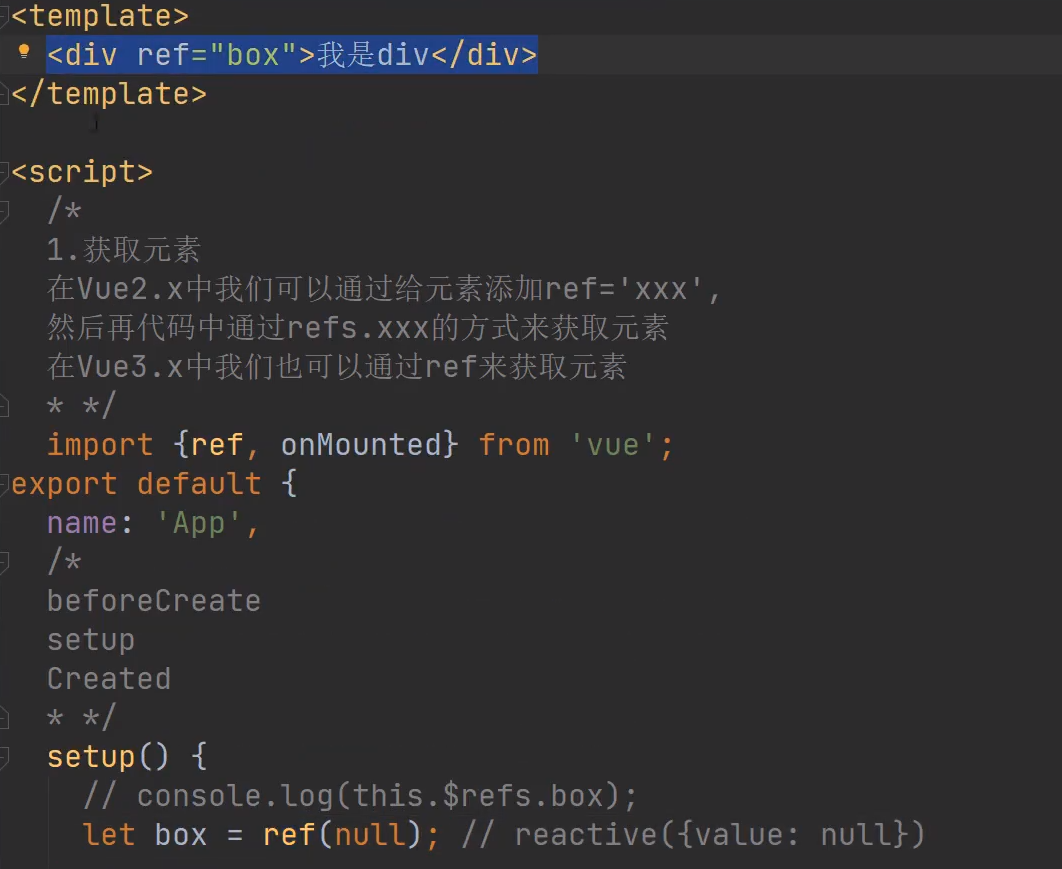 <template>
<div ref="box">我是div</div>
</template>
<script>
/*
1.获取元素
在Vue2.x中我们可以通过给元素添加ref='xxx',
然后再代码中通过refs.xxx的方式来获取元素
在Vue3.x中我们也可以通过ref来获取元素
* */
import {ref, onMounted} from 'vue';
export default {
name: 'App',
/*
beforeCreate
setup
Created
* */
setup() {
// console.log(this.$refs.box);
let box = ref(null); // reactive({value: null})